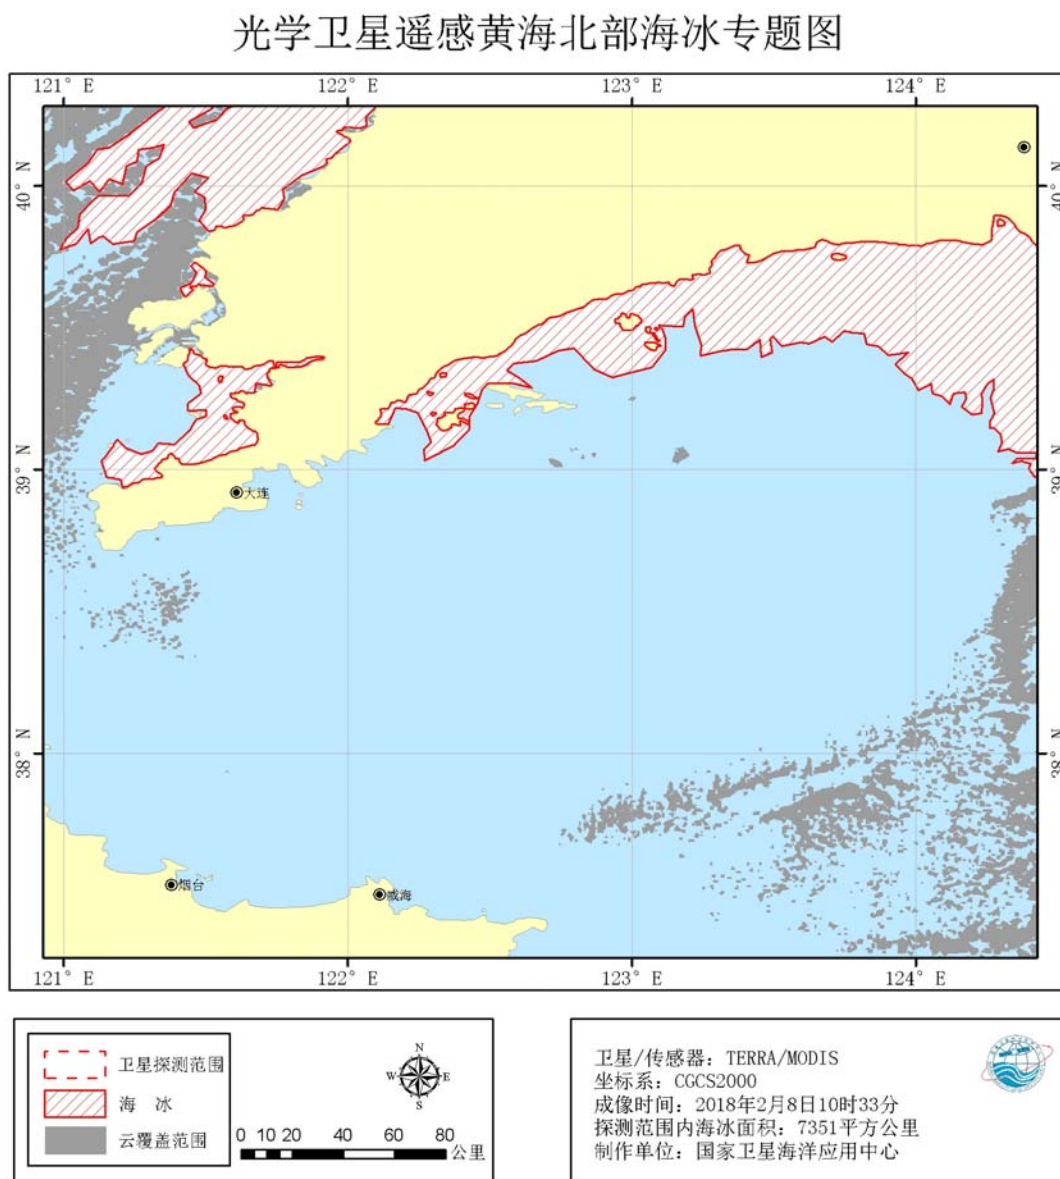 光学卫星遥感黄海北部海冰专题图
121° E 122° E 123° E 124° E
40° N 40° N
39° N 39° N
大连
38° N 38° N
烟台 威海
121° E 122° E 123° E 124° E
卫星探测范围
海 冰
云覆盖范围
N
W E
S
0 10 20 40 60 80
公里
卫星/传感器: TERRA/MODIS
坐标系: CGCS2000
成像时间: 2018年2月8日10时33分
探测范围内海冰面积: 7351平方公里
制作单位: 国家卫星海洋应用中心